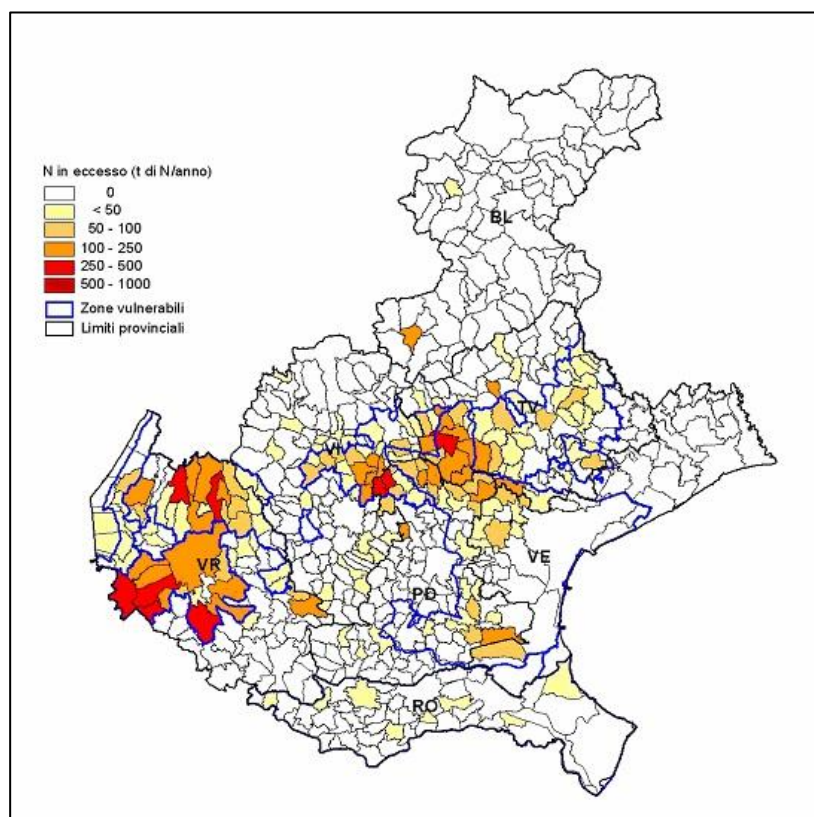 N in eccesso (t di N/anno)
0
< 50
50 - 100
100 - 250
250 - 500
500 - 1000
Zone vulnerabili
Limiti provinciali
BL
TV
VI
VR
VE
PD
RO